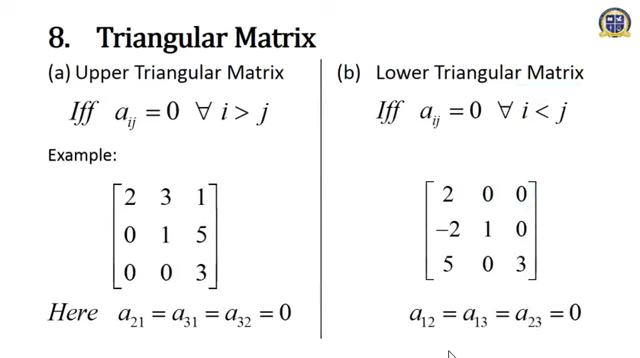 8. Triangular Matrix
(a) Upper Triangular Matrix
Iff a_ij = 0 ∀ i > j
Example:
2 3 1
0 1 5
0 0 3
Here a_21 = a_31 = a_32 = 0
(b) Lower Triangular Matrix
Iff a_ij = 0 ∀ i < j
2 0 0
−2 1 0
5 0 3
a_12 = a_13 = a_23 = 0